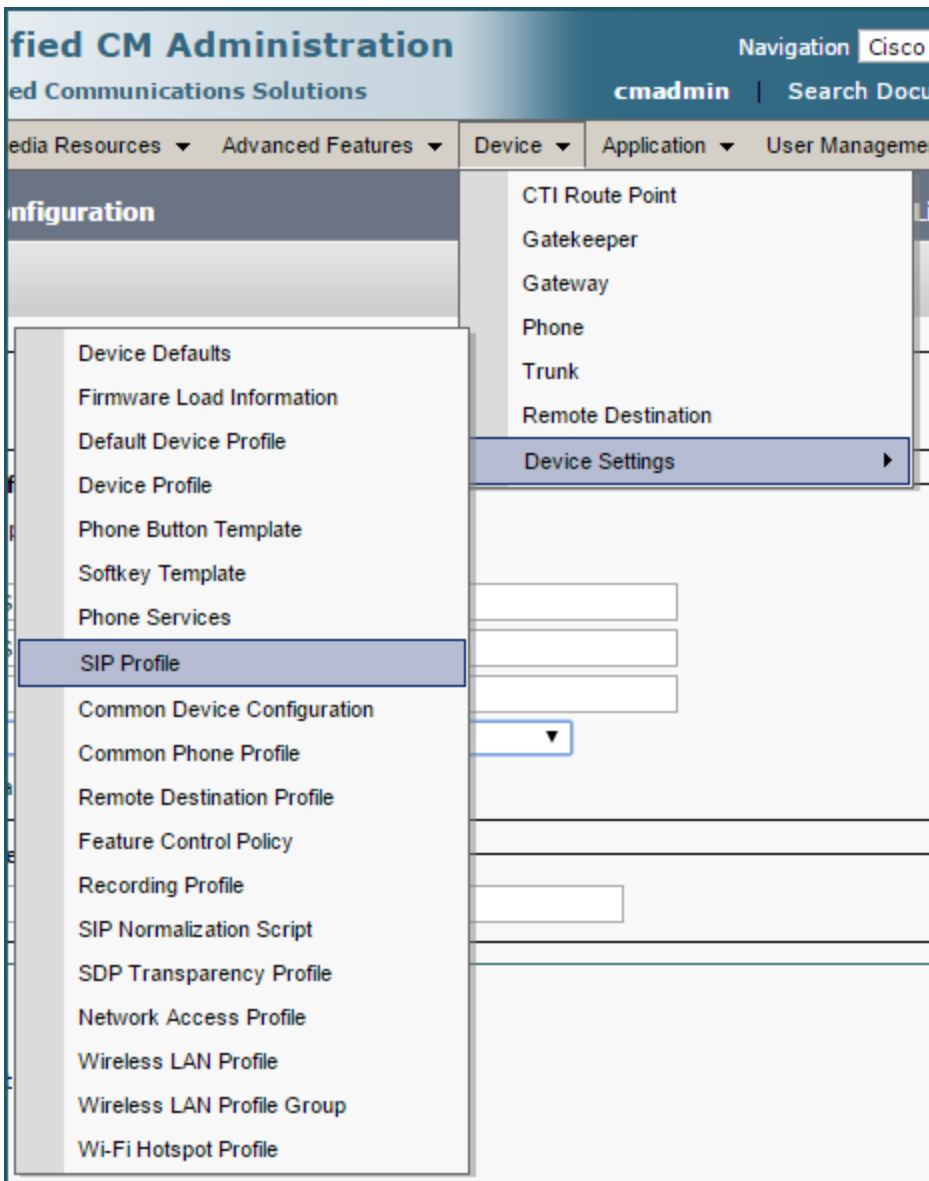 fied CM Administration
Navigation Cisco
ed Communications Solutions
cmadmin | Search Docu
edia Resources Advanced Features Device Application User Manageme
onfiguration
CTI Route Point
Gatekeeper
Gateway
Phone
Trunk
Remote Destination
Device Settings
Device Defaults
Firmware Load Information
Default Device Profile
Device Profile
Phone Button Template
Softkey Template
Phone Services
SIP Profile
Common Device Configuration
Common Phone Profile
Remote Destination Profile
Feature Control Policy
Recording Profile
SIP Normalization Script
SDP Transparency Profile
Network Access Profile
Wireless LAN Profile
Wireless LAN Profile Group
Wi-Fi Hotspot Profile